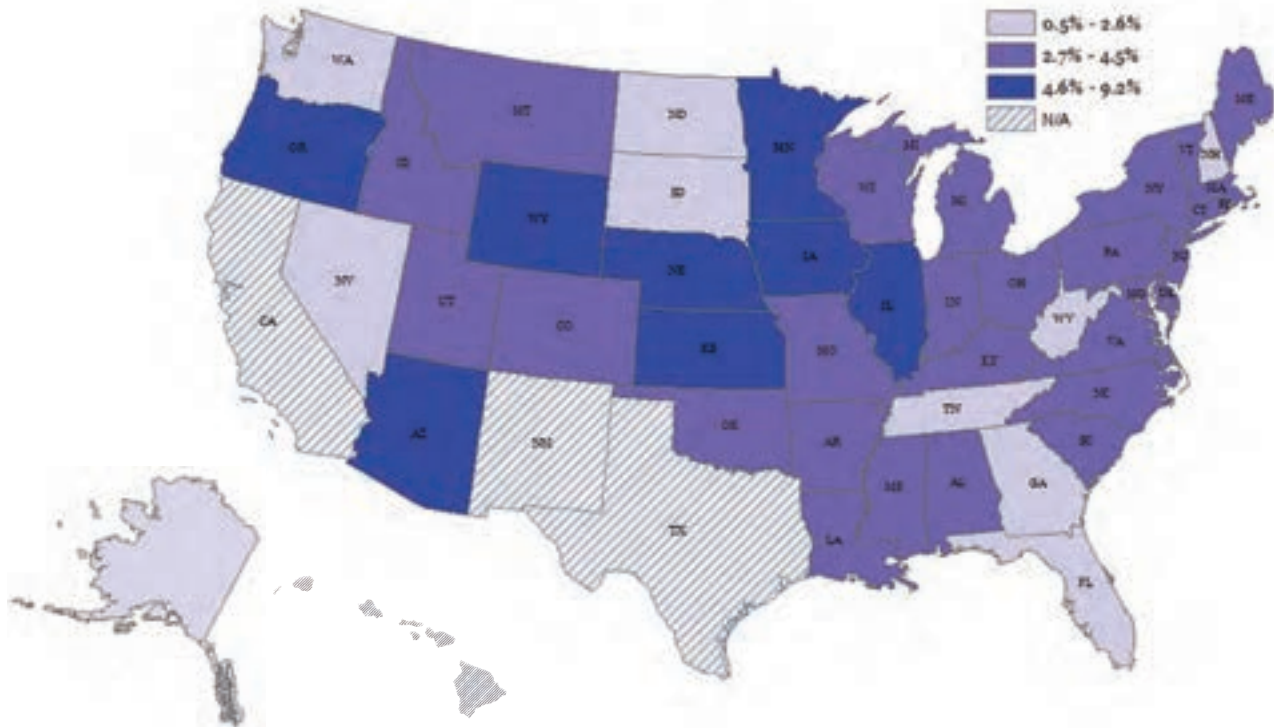 0.5% - 2.6%
2.7% - 4.5%
4.6% - 9.2%
N/A
WA
MT
ND
MN
ME
OR
ID
SD
WI
MI
MI
NY
VT
NH
MA
CT
RI
WY
NE
IA
PA
NJ
NV
UT
CO
IL
IN
OH
MD
DE
CA
KS
MO
KY
WV
VA
AZ
NM
OK
AR
TN
NC
SC
MS
AL
GA
TX
LA
FL